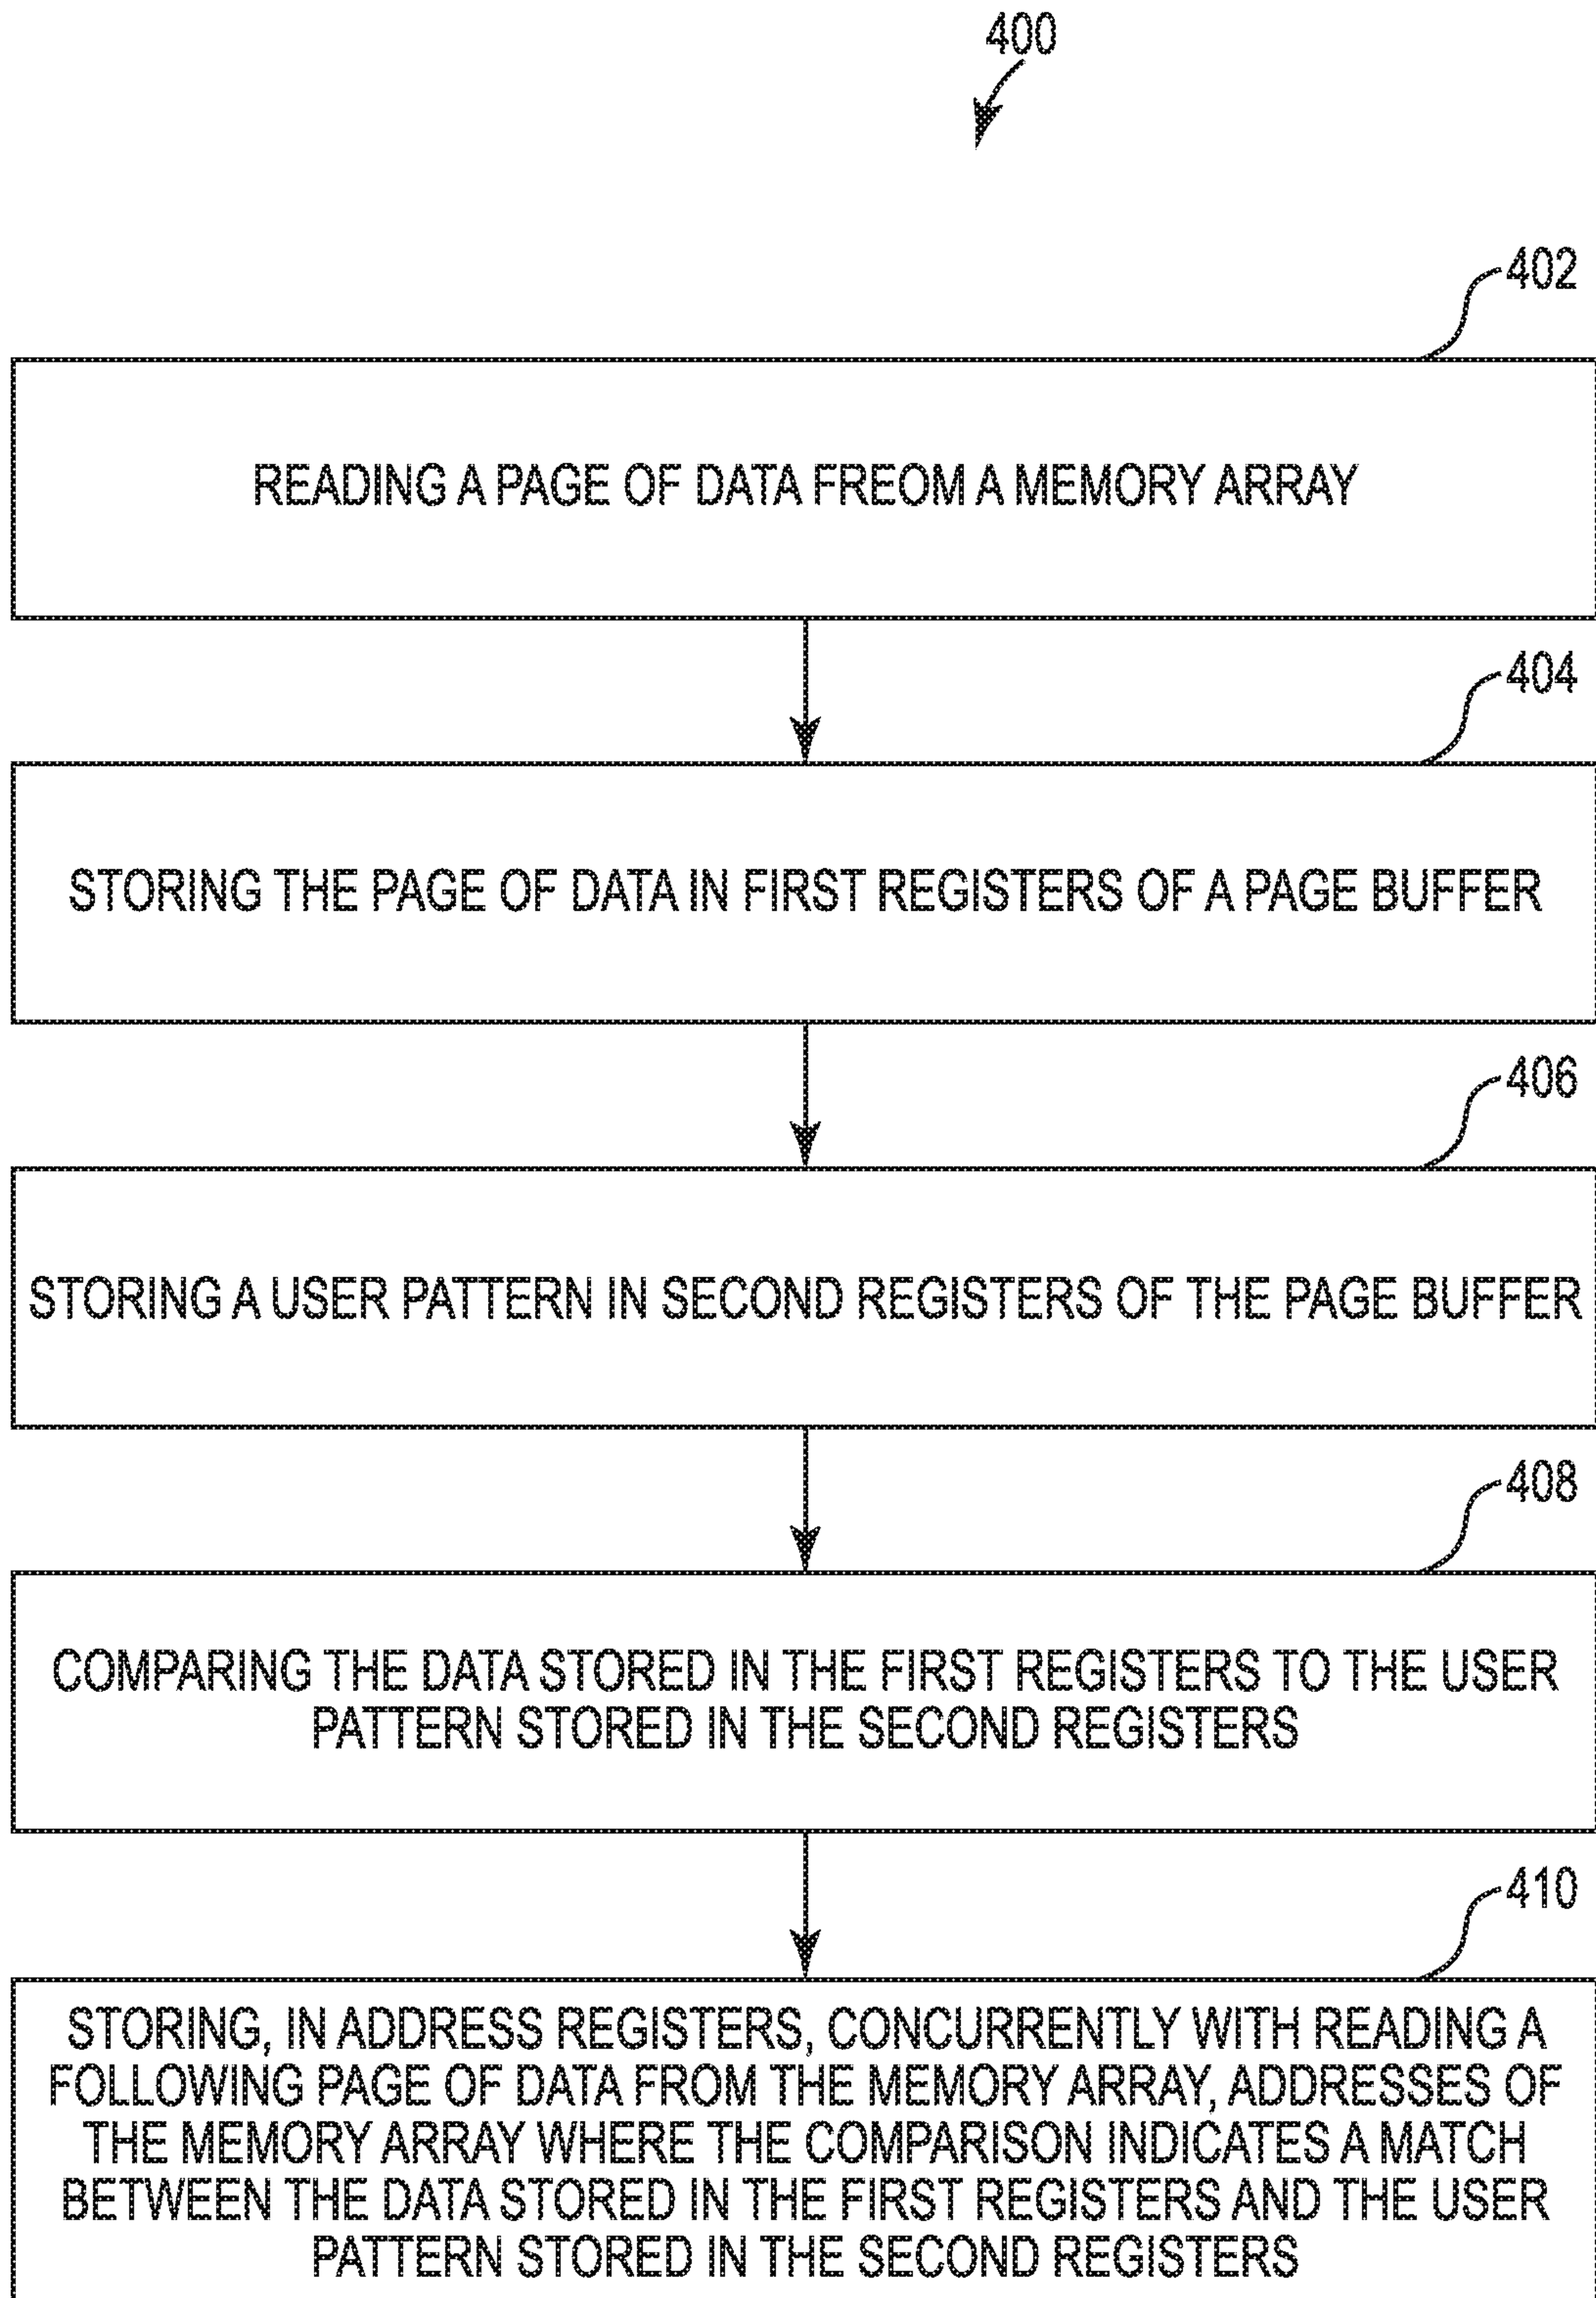 400
402
READING A PAGE OF DATA FREOM A MEMORY ARRAY
404
STORING THE PAGE OF DATA IN FIRST REGISTERS OF A PAGE BUFFER
406
STORING A USER PATTERN IN SECOND REGISTERS OF THE PAGE BUFFER
408
COMPARING THE DATA STORED IN THE FIRST REGISTERS TO THE USER
PATTERN STORED IN THE SECOND REGISTERS
410
STORING, IN ADDRESS REGISTERS, CONCURRENTLY WITH READING A
FOLLOWING PAGE OF DATA FROM THE MEMORY ARRAY, ADDRESSES OF
THE MEMORY ARRAY WHERE THE COMPARISON INDICATES A MATCH
BETWEEN THE DATA STORED IN THE FIRST REGISTERS AND THE USER
PATTERN STORED IN THE SECOND REGISTERS